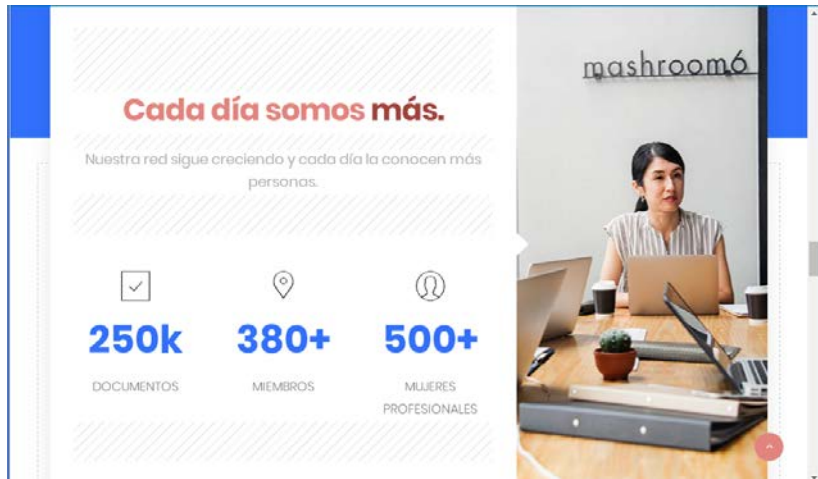 mashroom6
Cada día somos más.
Nuestra red sigue creciendo y cada día la conocen más
personas.
250k
380+
500+
DOCUMENTOS
MIEMBROS
MUJERES
PROFESIONALES